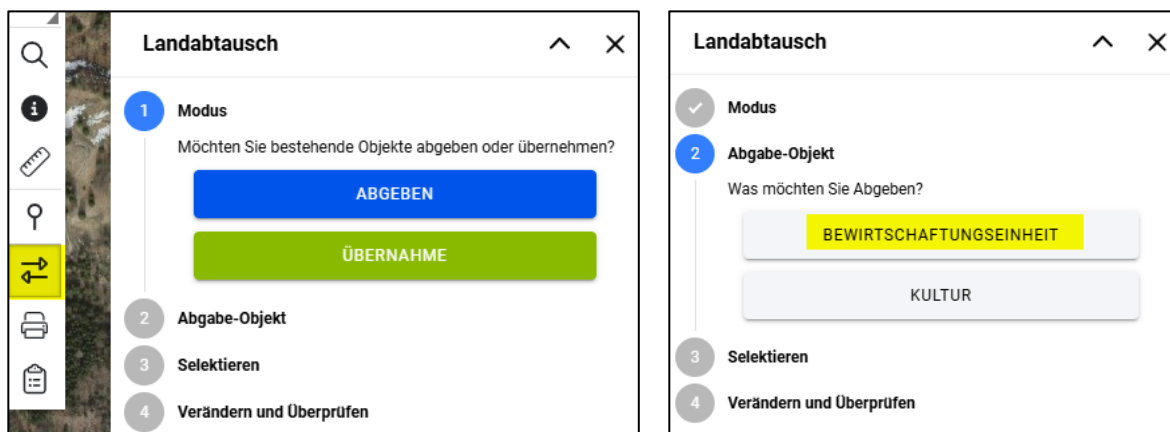 Landabtausch
1 Modus
Möchten Sie bestehende Objekte abgeben oder übernehmen?
ABGEBEN
ÜBERNAHME
2 Abgabe-Objekt
3 Selektieren
4 Verändern und Überprüfen
Landabtausch
Modus
2 Abgabe-Objekt
Was möchten Sie Abgeben?
BEWIRTSCHAFTUNGSEINHEIT
KULTUR
3 Selektieren
4 Verändern und Überprüfen